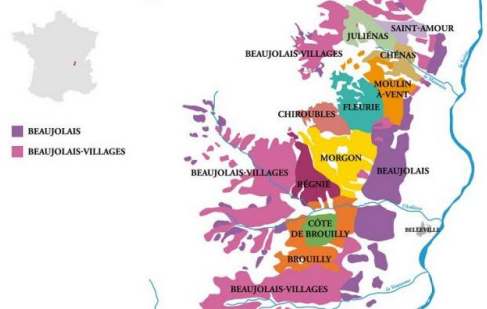 SAINT-AMOUR
JULIÉNAS
BEAUJOLAIS-VILLAGES
CHÉNAS
MOULIN
À-VENT
FLEURIE
CHIROUBLES
BEAUJOLAIS
BEAUJOLAIS-VILLAGES
MORGON
BEAUJOLAIS-VILLAGES
BEAUJOLAIS
RÉGNIÉ
CÔTE
DE BROUILLY
BELLEVILLE
BROUILLY
BEAUJOLAIS-VILLAGES